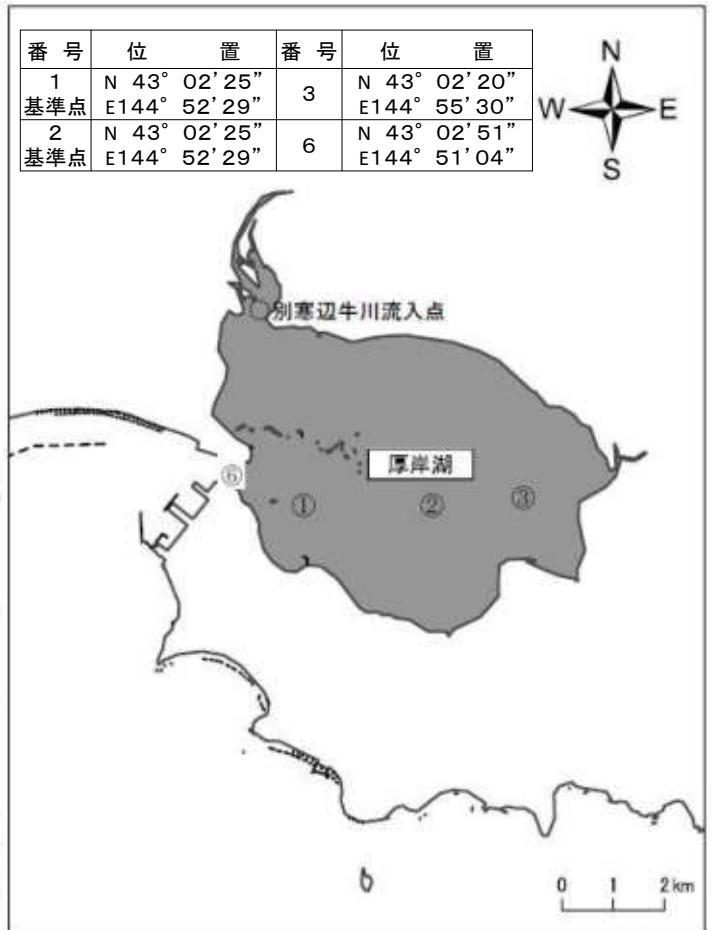 番 号 位 置 番 号 位 置
1 基準点 N 43° 02’25” E144° 52’29” 3 N 43° 02’20” E144° 55’30”
2 基準点 N 43° 02’25” E144° 52’29” 6 N 43° 02’51” E144° 51’04”
N
W E
S
別寒辺牛川流入点
厚岸湖
⑥
① ② ③
0 1 2km